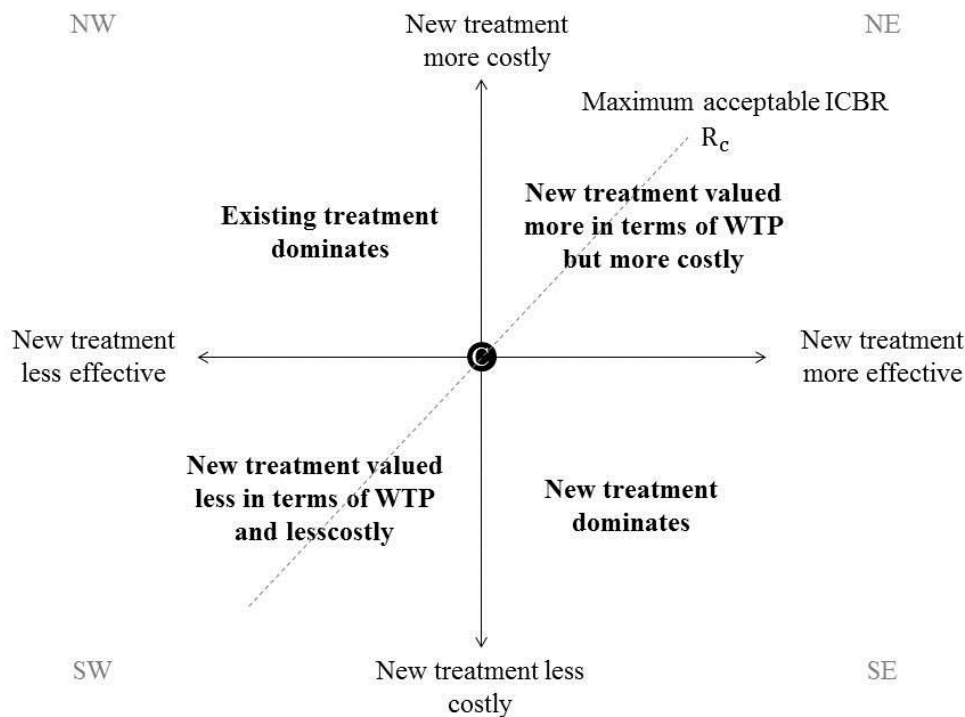 NW
New treatment
more costly
NE
Maximum acceptable ICBR
R_c
New treatment valued
more in terms of WTP
but more costly
Existing treatment
dominates
New treatment
less effective
C
New treatment
more effective
New treatment valued
less in terms of WTP
and lesscostly
New treatment
dominates
SW
New treatment less
costly
SE